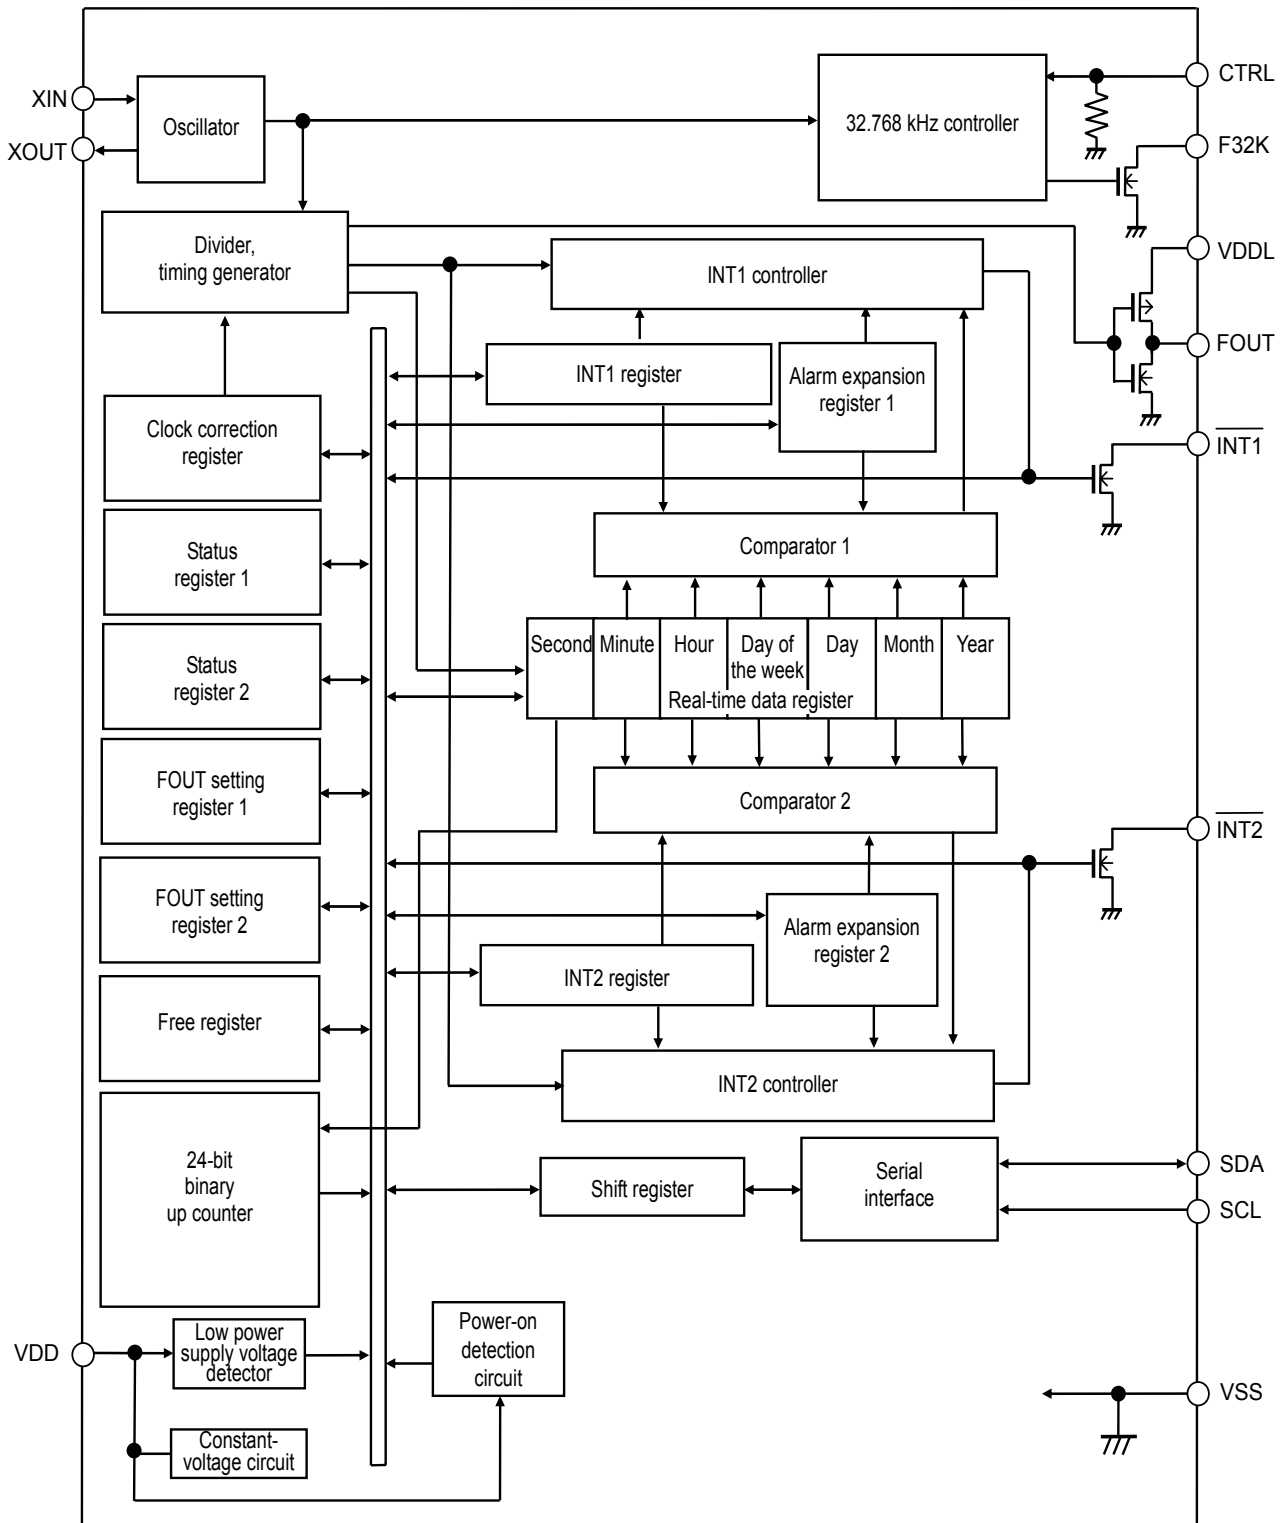 XIN
XOUT
Oscillator
32.768 kHz controller
CTRL
F32K
VDDL
FOUT
INT1
Divider,
timing generator
INT1 controller
INT1 register
Alarm expansion
register 1
Clock correction
register
Status
register 1
Comparator 1
Second
Minute
Hour
Day of
the week
Day
Month
Year
Real-time data register
Status
register 2
FOUT setting
register 1
Comparator 2
INT2
FOUT setting
register 2
Alarm expansion
register 2
INT2 register
Free register
INT2 controller
24-bit
binary
up counter
Shift register
Serial
interface
SDA
SCL
VDD
Low power
supply voltage
detector
Power-on
detection
circuit
VSS
Constant-
voltage circuit